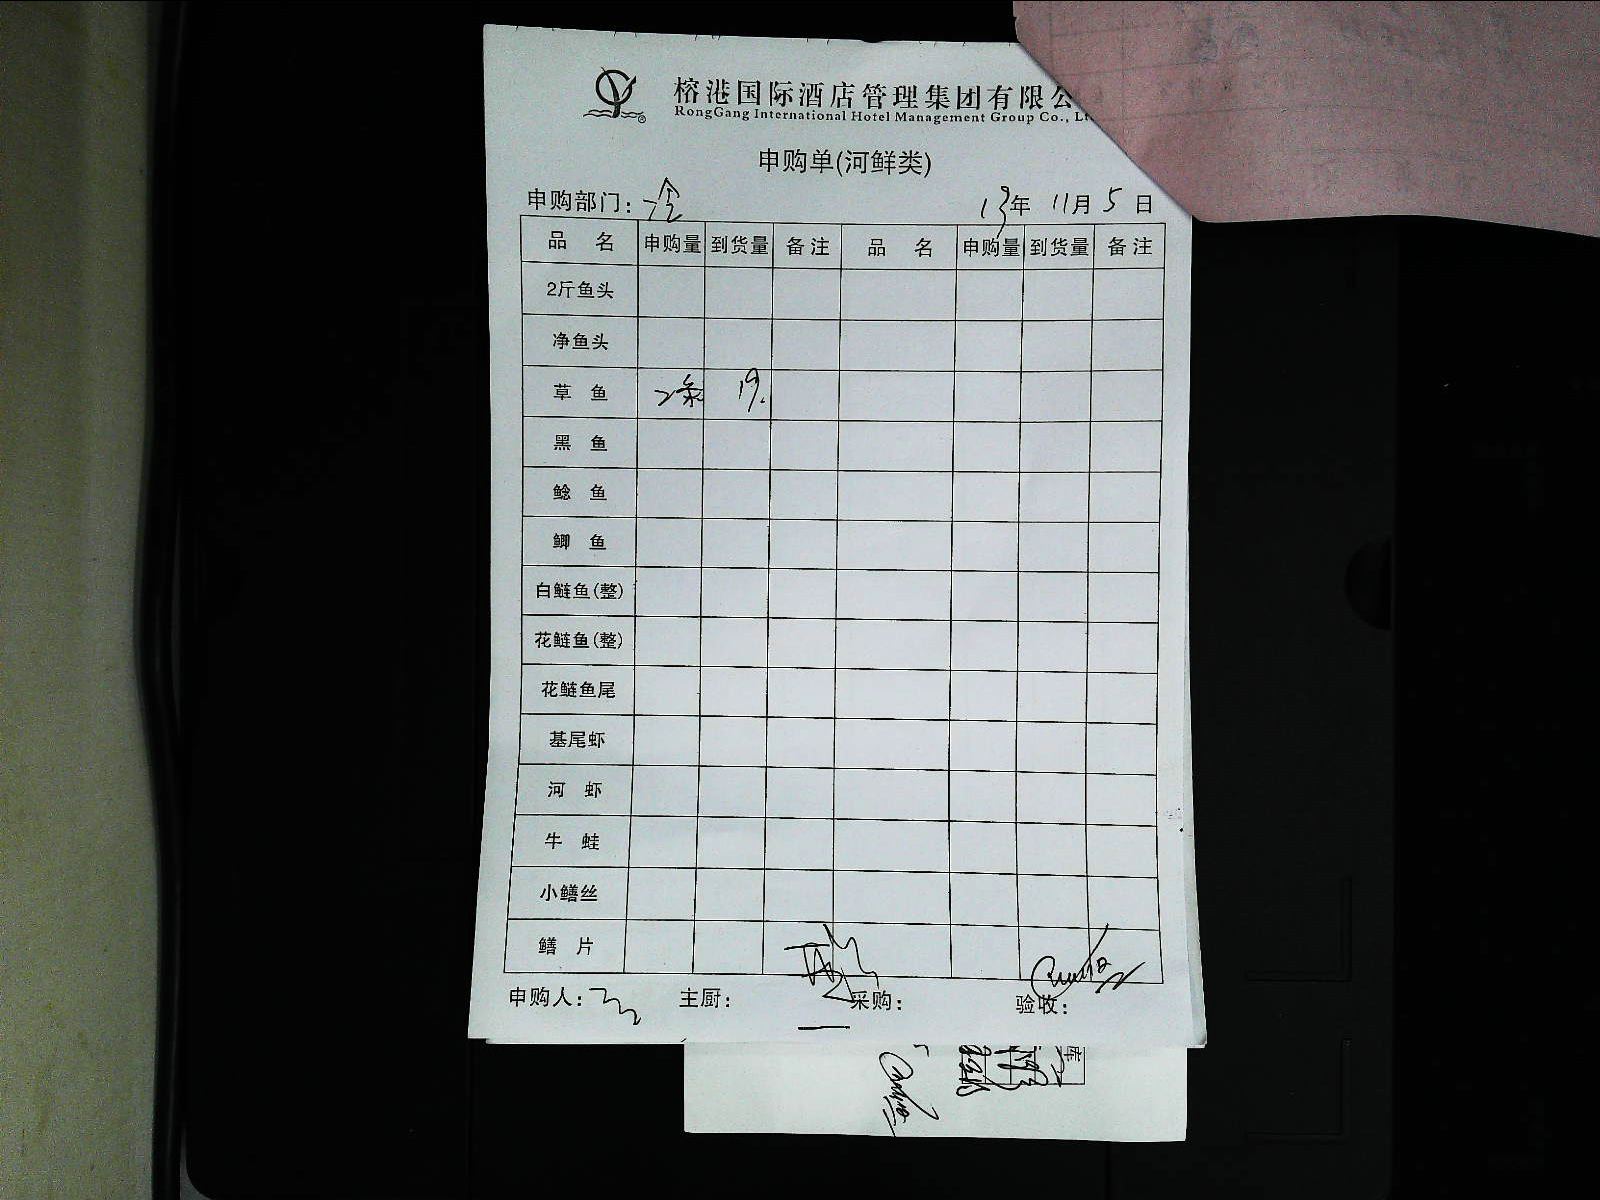 榕港国际酒店管理集团有限公
RongGang International Hotel Management Group Co., Lt
申购单(河鲜类)
申购部门: 13年 11月 5日
品 名 申购量 到货量 备注 品 名 申购量 到货量 备注
2斤鱼头
净鱼头
草 鱼 2条
黑 鱼
鲶 鱼
鲫 鱼
白鲢鱼(整)
花鲢鱼(整)
花鲢鱼尾
基尾虾
河 虾
牛 蛙
小鳝丝
鳝 片
申购人: 主厨: 采购: 验收: